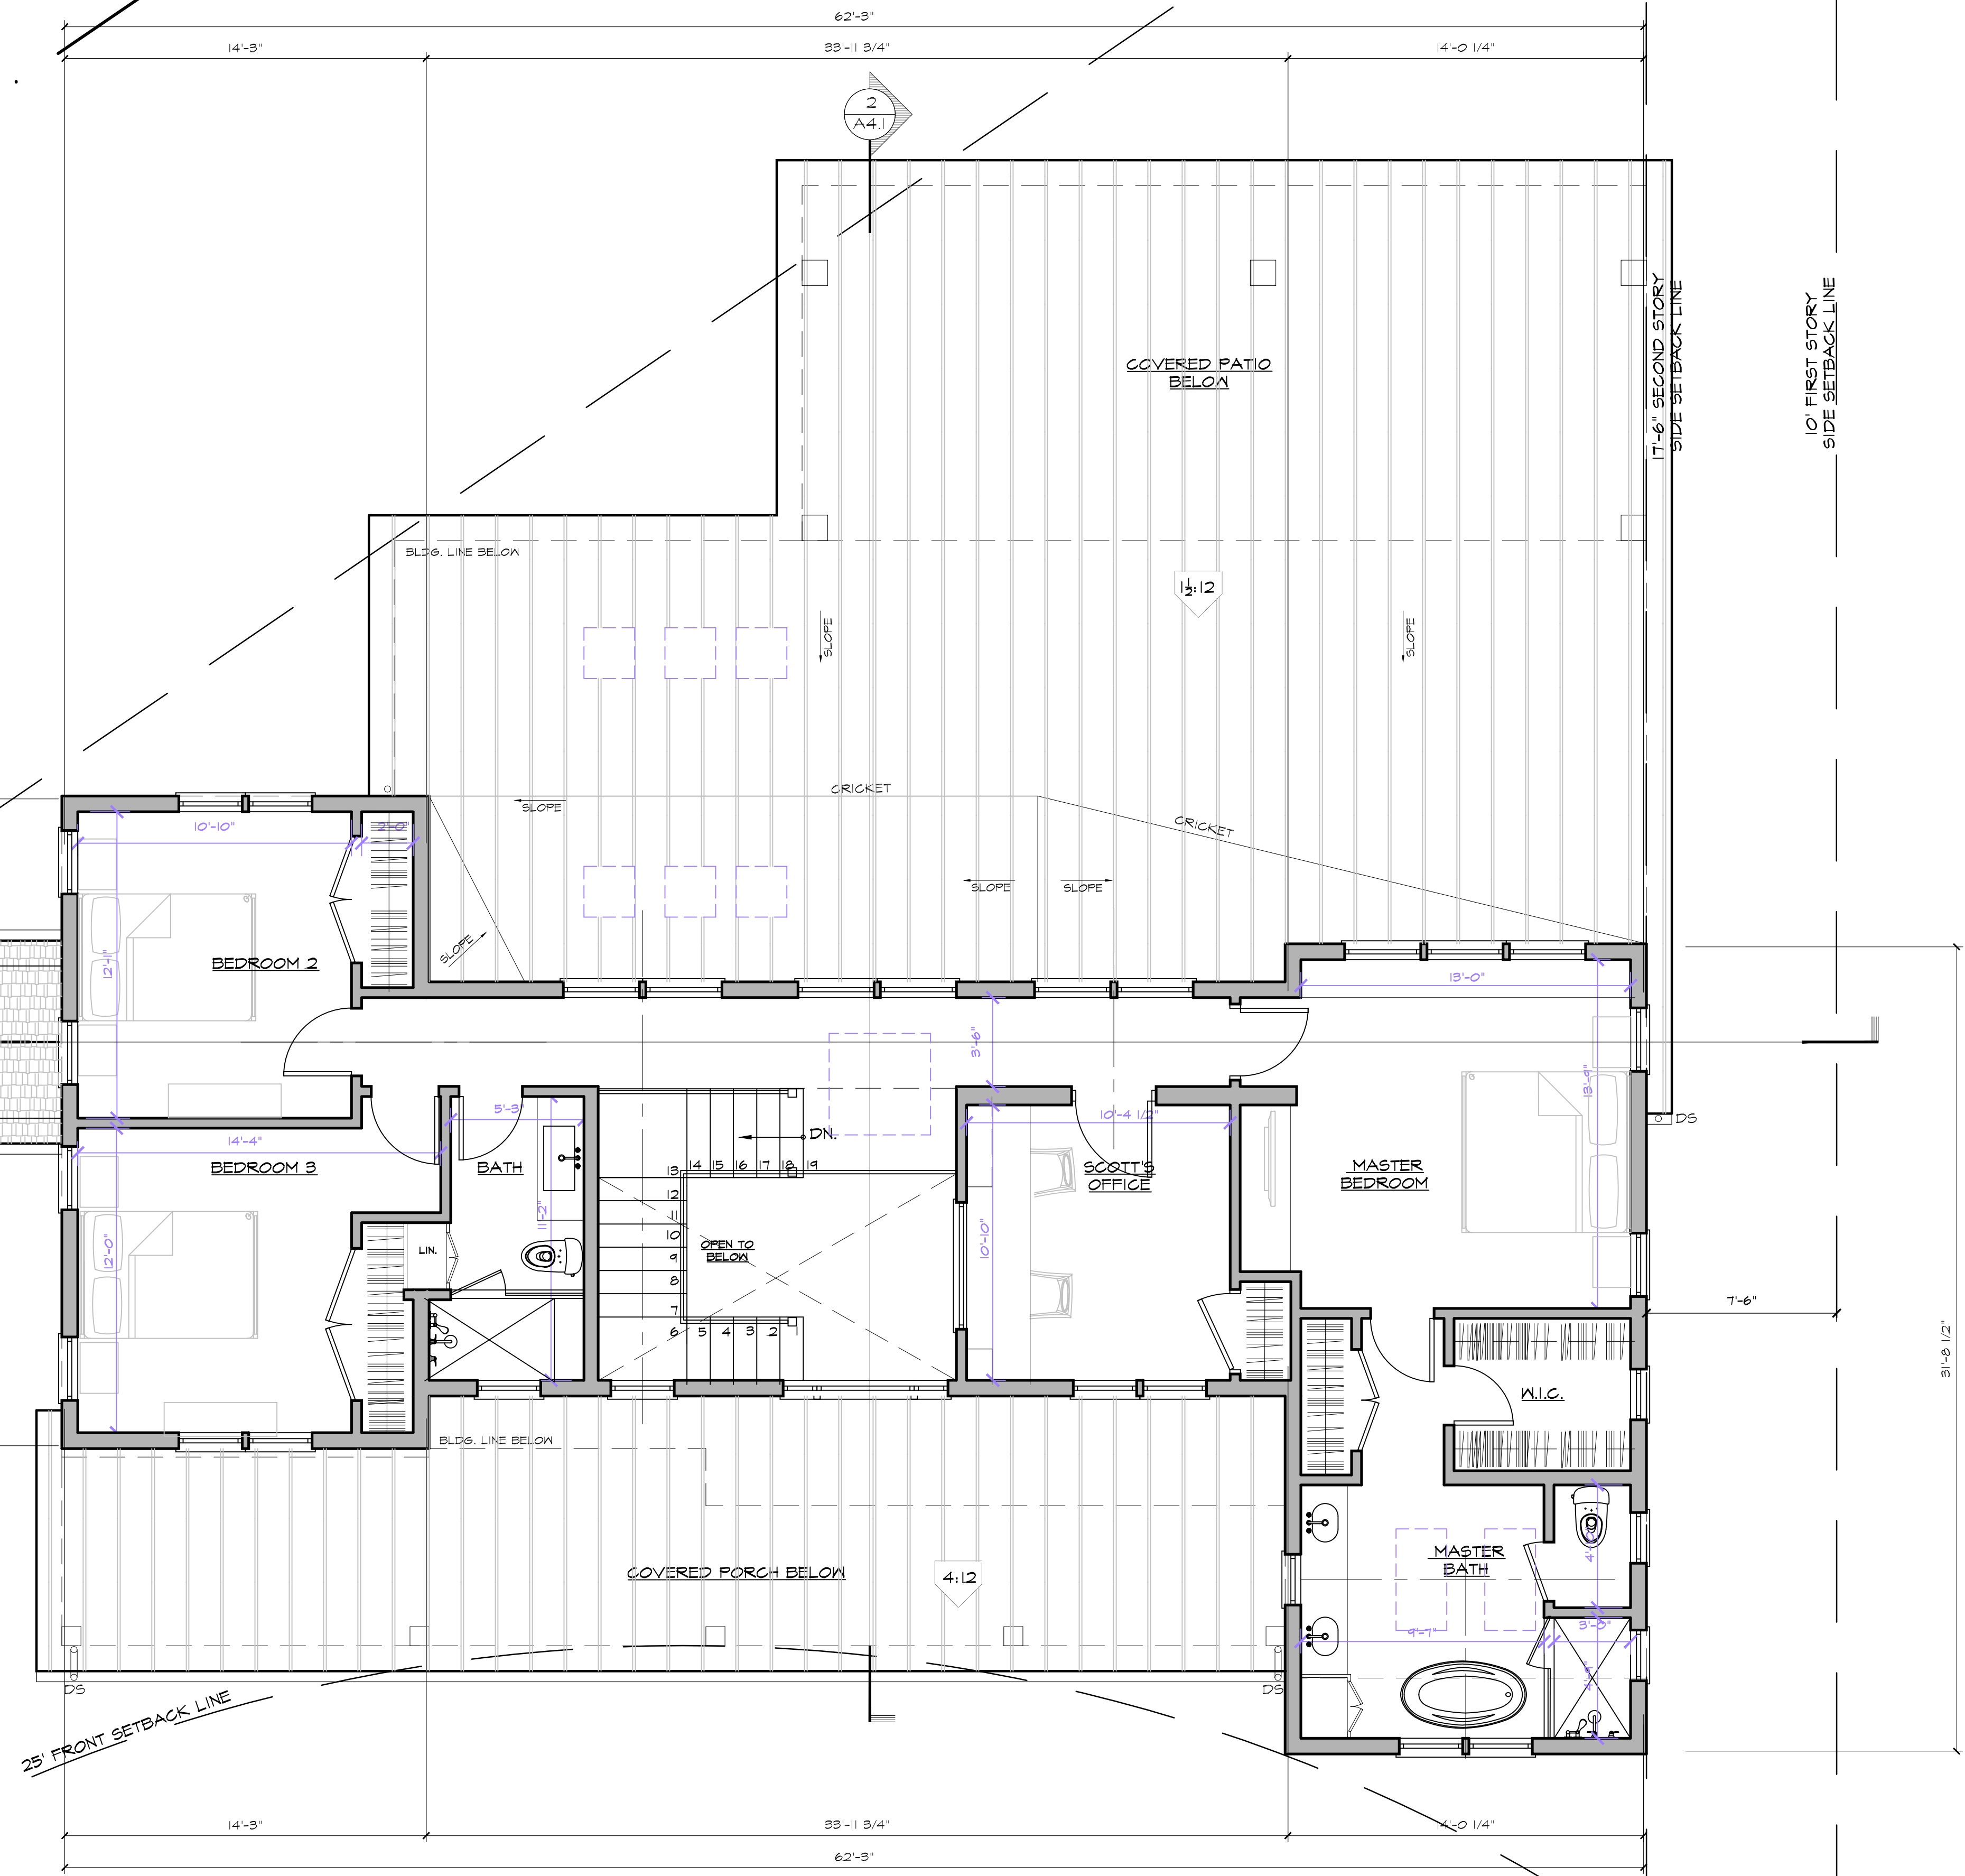 62'-3"
14'-3"
33'-11 3/4"
14'-0 1/4"
2
A4.1
17'-6" SECOND STORY
SIDE SETBACK LINE
10' FIRST STORY
SIDE SETBACK LINE
COVERED PATIO
BELOW
BLDG. LINE BELOW
1 1/2:12
SLOPE
SLOPE
CRICKET
SLOPE
CRICKET
10'-10"
2'-0"
SLOPE
SLOPE
SLOPE
12'-1"
BEDROOM 2
13'-0"
3'-6"
13'-9"
5'-3"
10'-4 1/2"
DS
DN.
14'-4"
BEDROOM 3
BATH
13
14
15
16
17
18
19
SCOTT'S
OFFICE
MASTER
BEDROOM
12
11
10
9
8
7
6
5
4
3
2
11'-2"
12'-0"
LIN.
OPEN TO
BELOW
10'-10"
7'-6"
31'-8 1/2"
W.I.C.
BLDG. LINE BELOW
COVERED PORCH BELOW
4:12
MASTER
BATH
9'-7"
3'-0"
DS
DS
25' FRONT SETBACK LINE
14'-3"
33'-11 3/4"
14'-0 1/4"
62'-3"